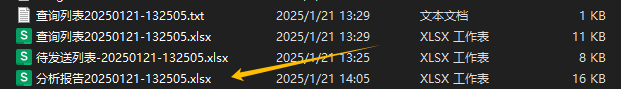 查询列表20250121-132505.txt 2025/1/21 13:29 文本文档 1 KB
查询列表20250121-132505.xlsx 2025/1/21 13:29 XLSX 工作表 11 KB
待发送列表-20250121-132505.xlsx 2025/1/21 13:25 XLSX 工作表 8 KB
分析报告20250121-132505.xlsx 2025/1/21 14:05 XLSX 工作表 16 KB